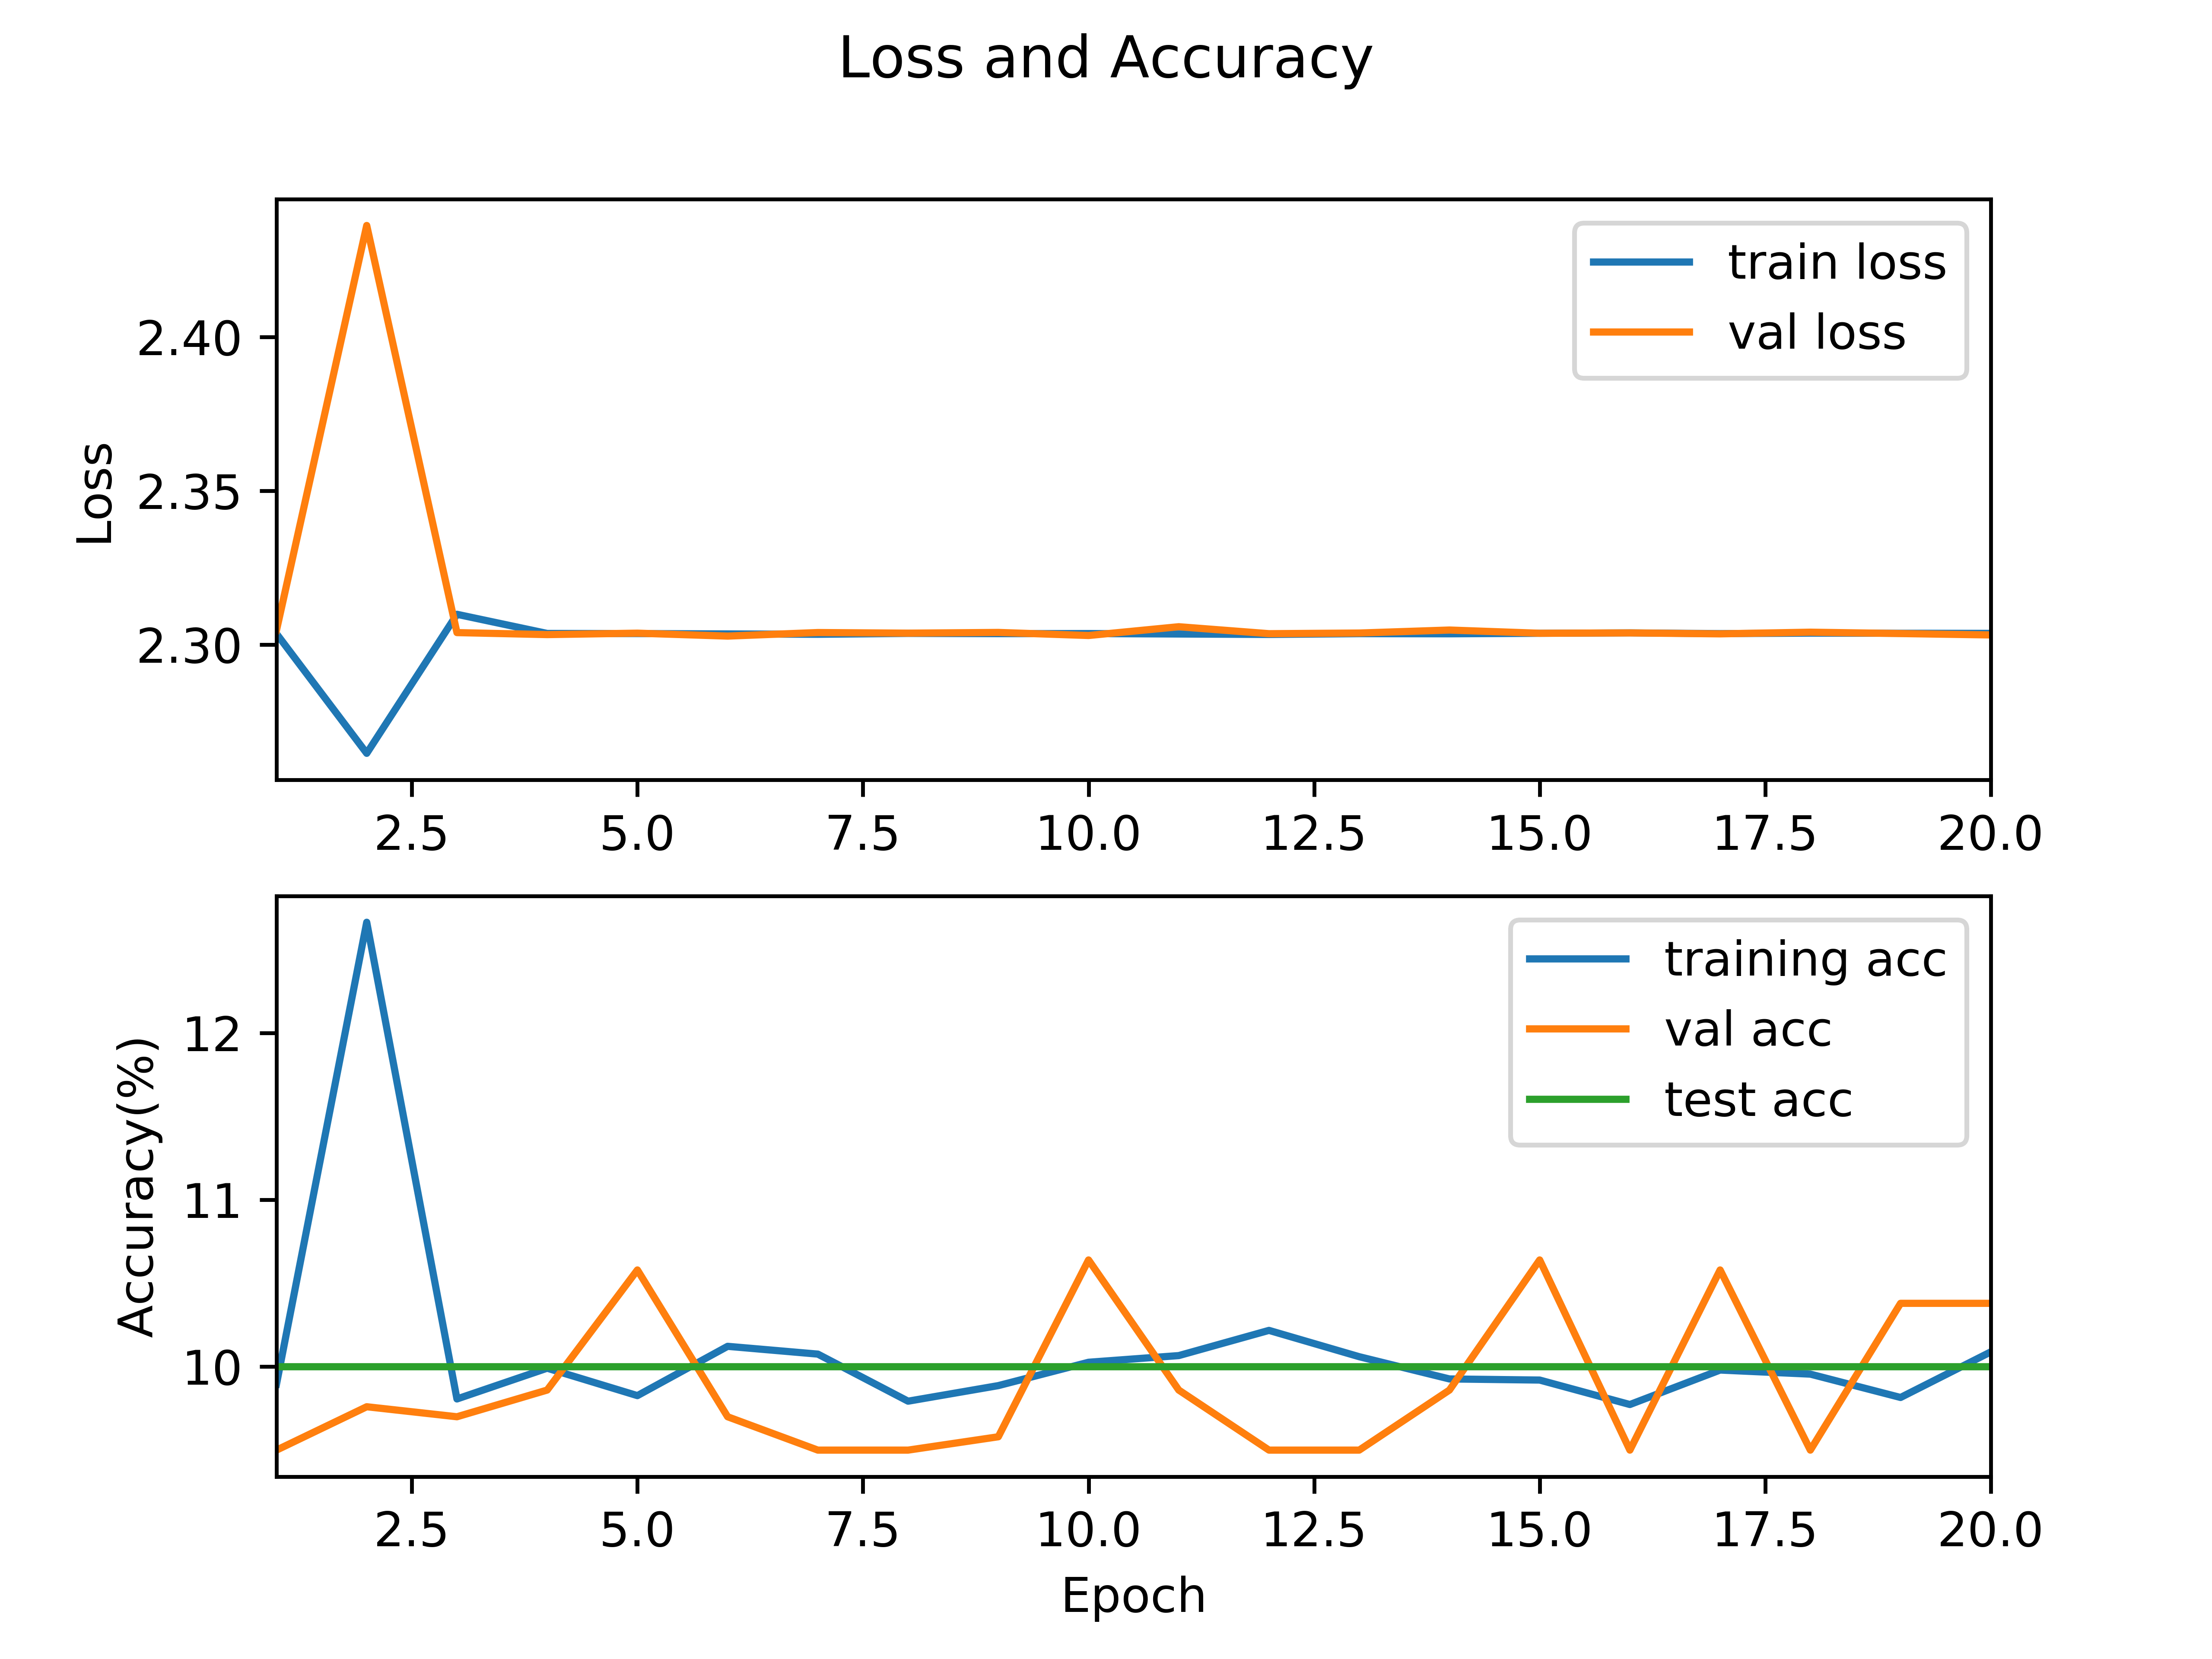 Loss and Accuracy
train loss
val loss
2.40
2.35
2.30
Loss
2.5 5.0 7.5 10.0 12.5 15.0 17.5 20.0
training acc
val acc
test acc
12
11
10
Accuracy(%)
2.5 5.0 7.5 10.0 12.5 15.0 17.5 20.0
Epoch